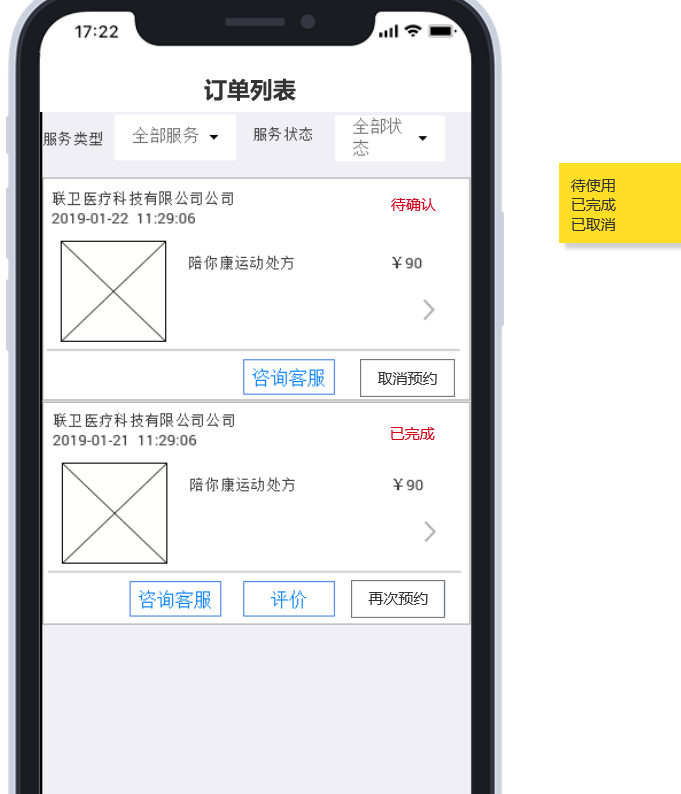 17:22
订单列表
服务类型
全部服务
服务状态
全部状
态
待使用
已完成
已取消
联卫医疗科技有限公司公司
2019-01-22 11:29:06
待确认
陪你康运动处方
￥90
咨询客服
取消预约
联卫医疗科技有限公司公司
2019-01-21 11:29:06
已完成
陪你康运动处方
￥90
咨询客服
评价
再次预约